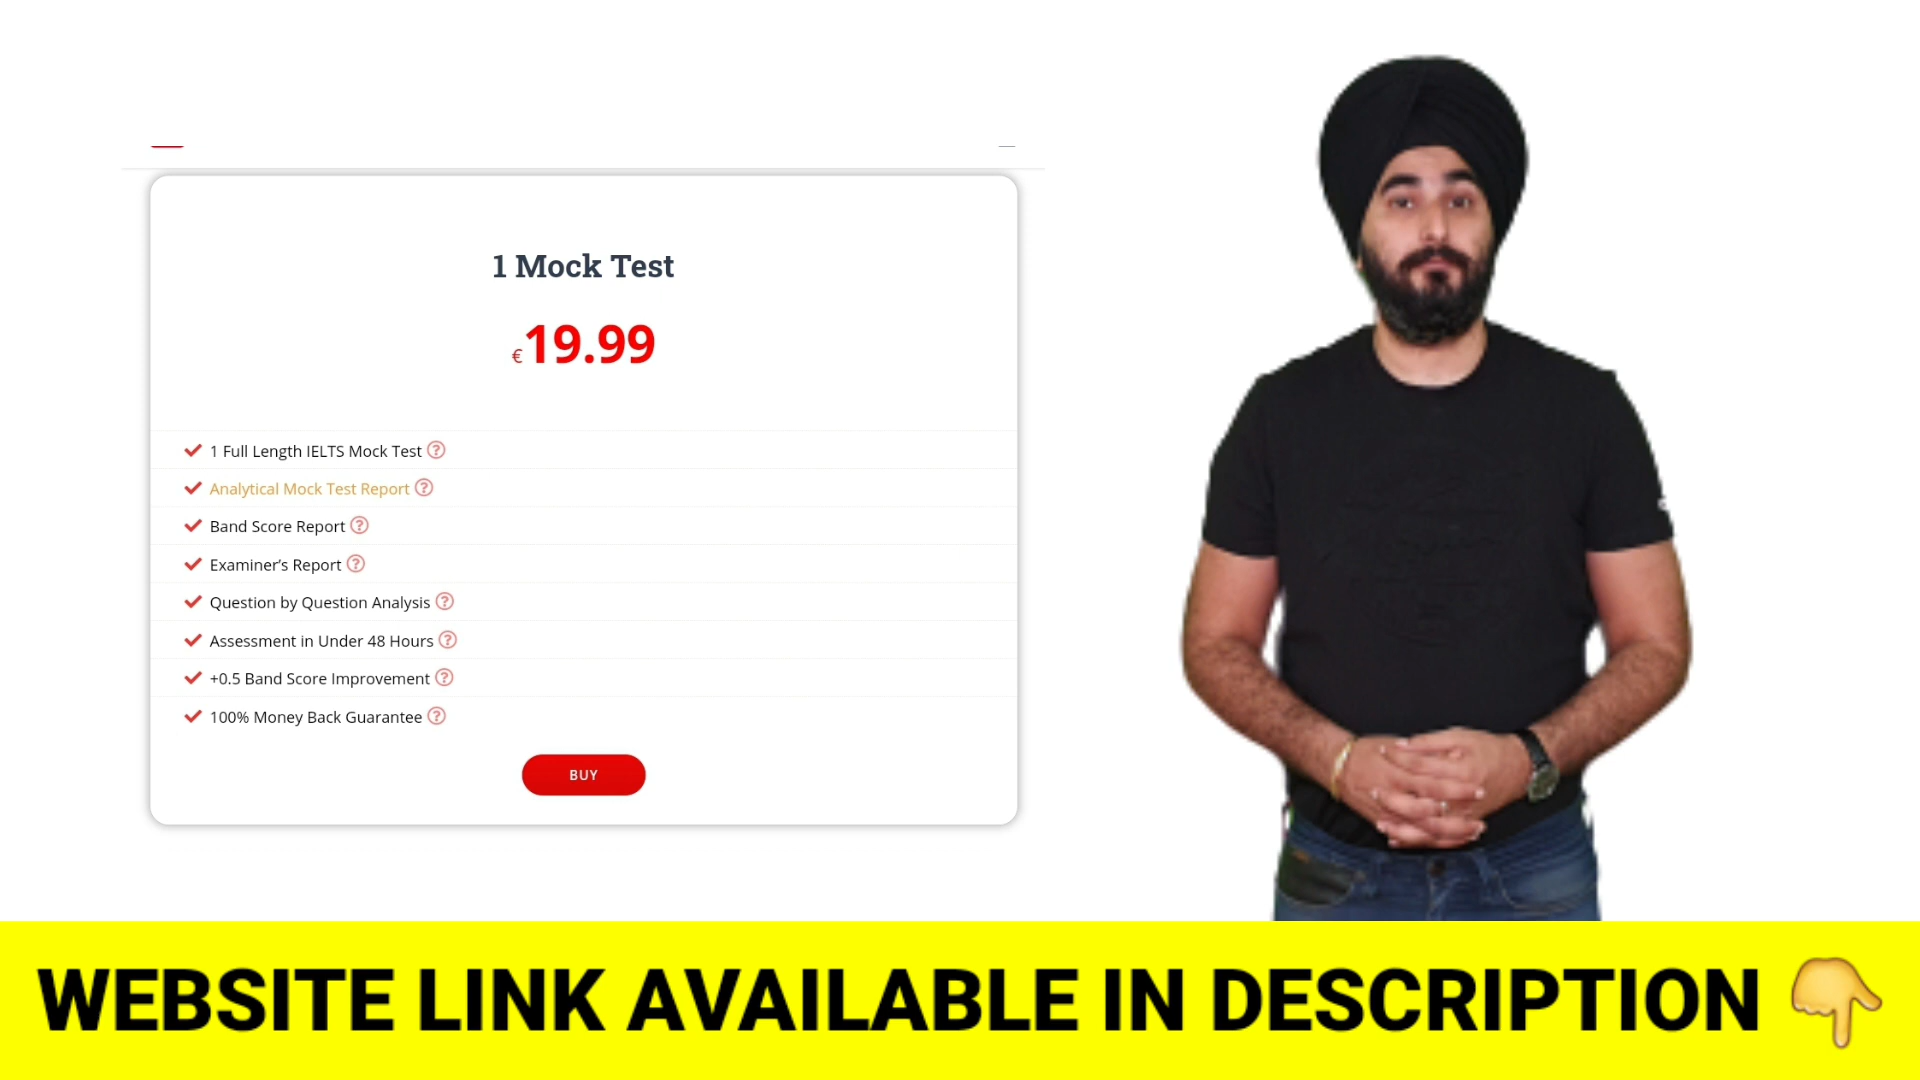 1 Mock Test
€19.99
1 Full Length IELTS Mock Test
Analytical Mock Test Report
Band Score Report
Examiner’s Report
Question by Question Analysis
Assessment in Under 48 Hours
+0.5 Band Score Improvement
100% Money Back Guarantee
BUY
WEBSITE LINK AVAILABLE IN DESCRIPTION 👇